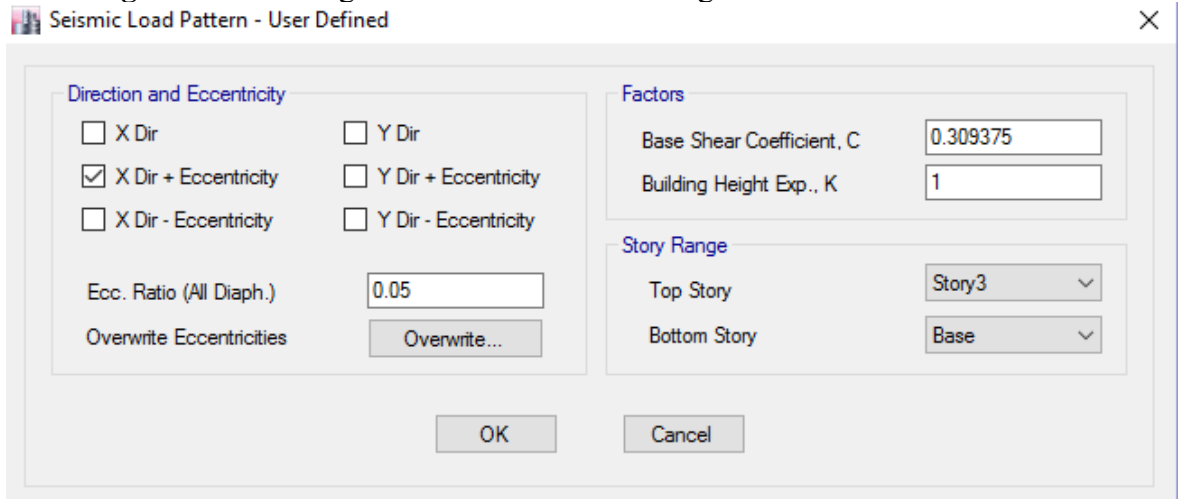 Seismic Load Pattern - User Defined
Direction and Eccentricity
X Dir
Y Dir
X Dir + Eccentricity
Y Dir + Eccentricity
X Dir - Eccentricity
Y Dir - Eccentricity
Ecc. Ratio (All Diaph.)
0.05
Overwrite Eccentricities
Overwrite...
Factors
Base Shear Coefficient, C
0.309375
Building Height Exp., K
1
Story Range
Top Story
Story3
Bottom Story
Base
OK
Cancel